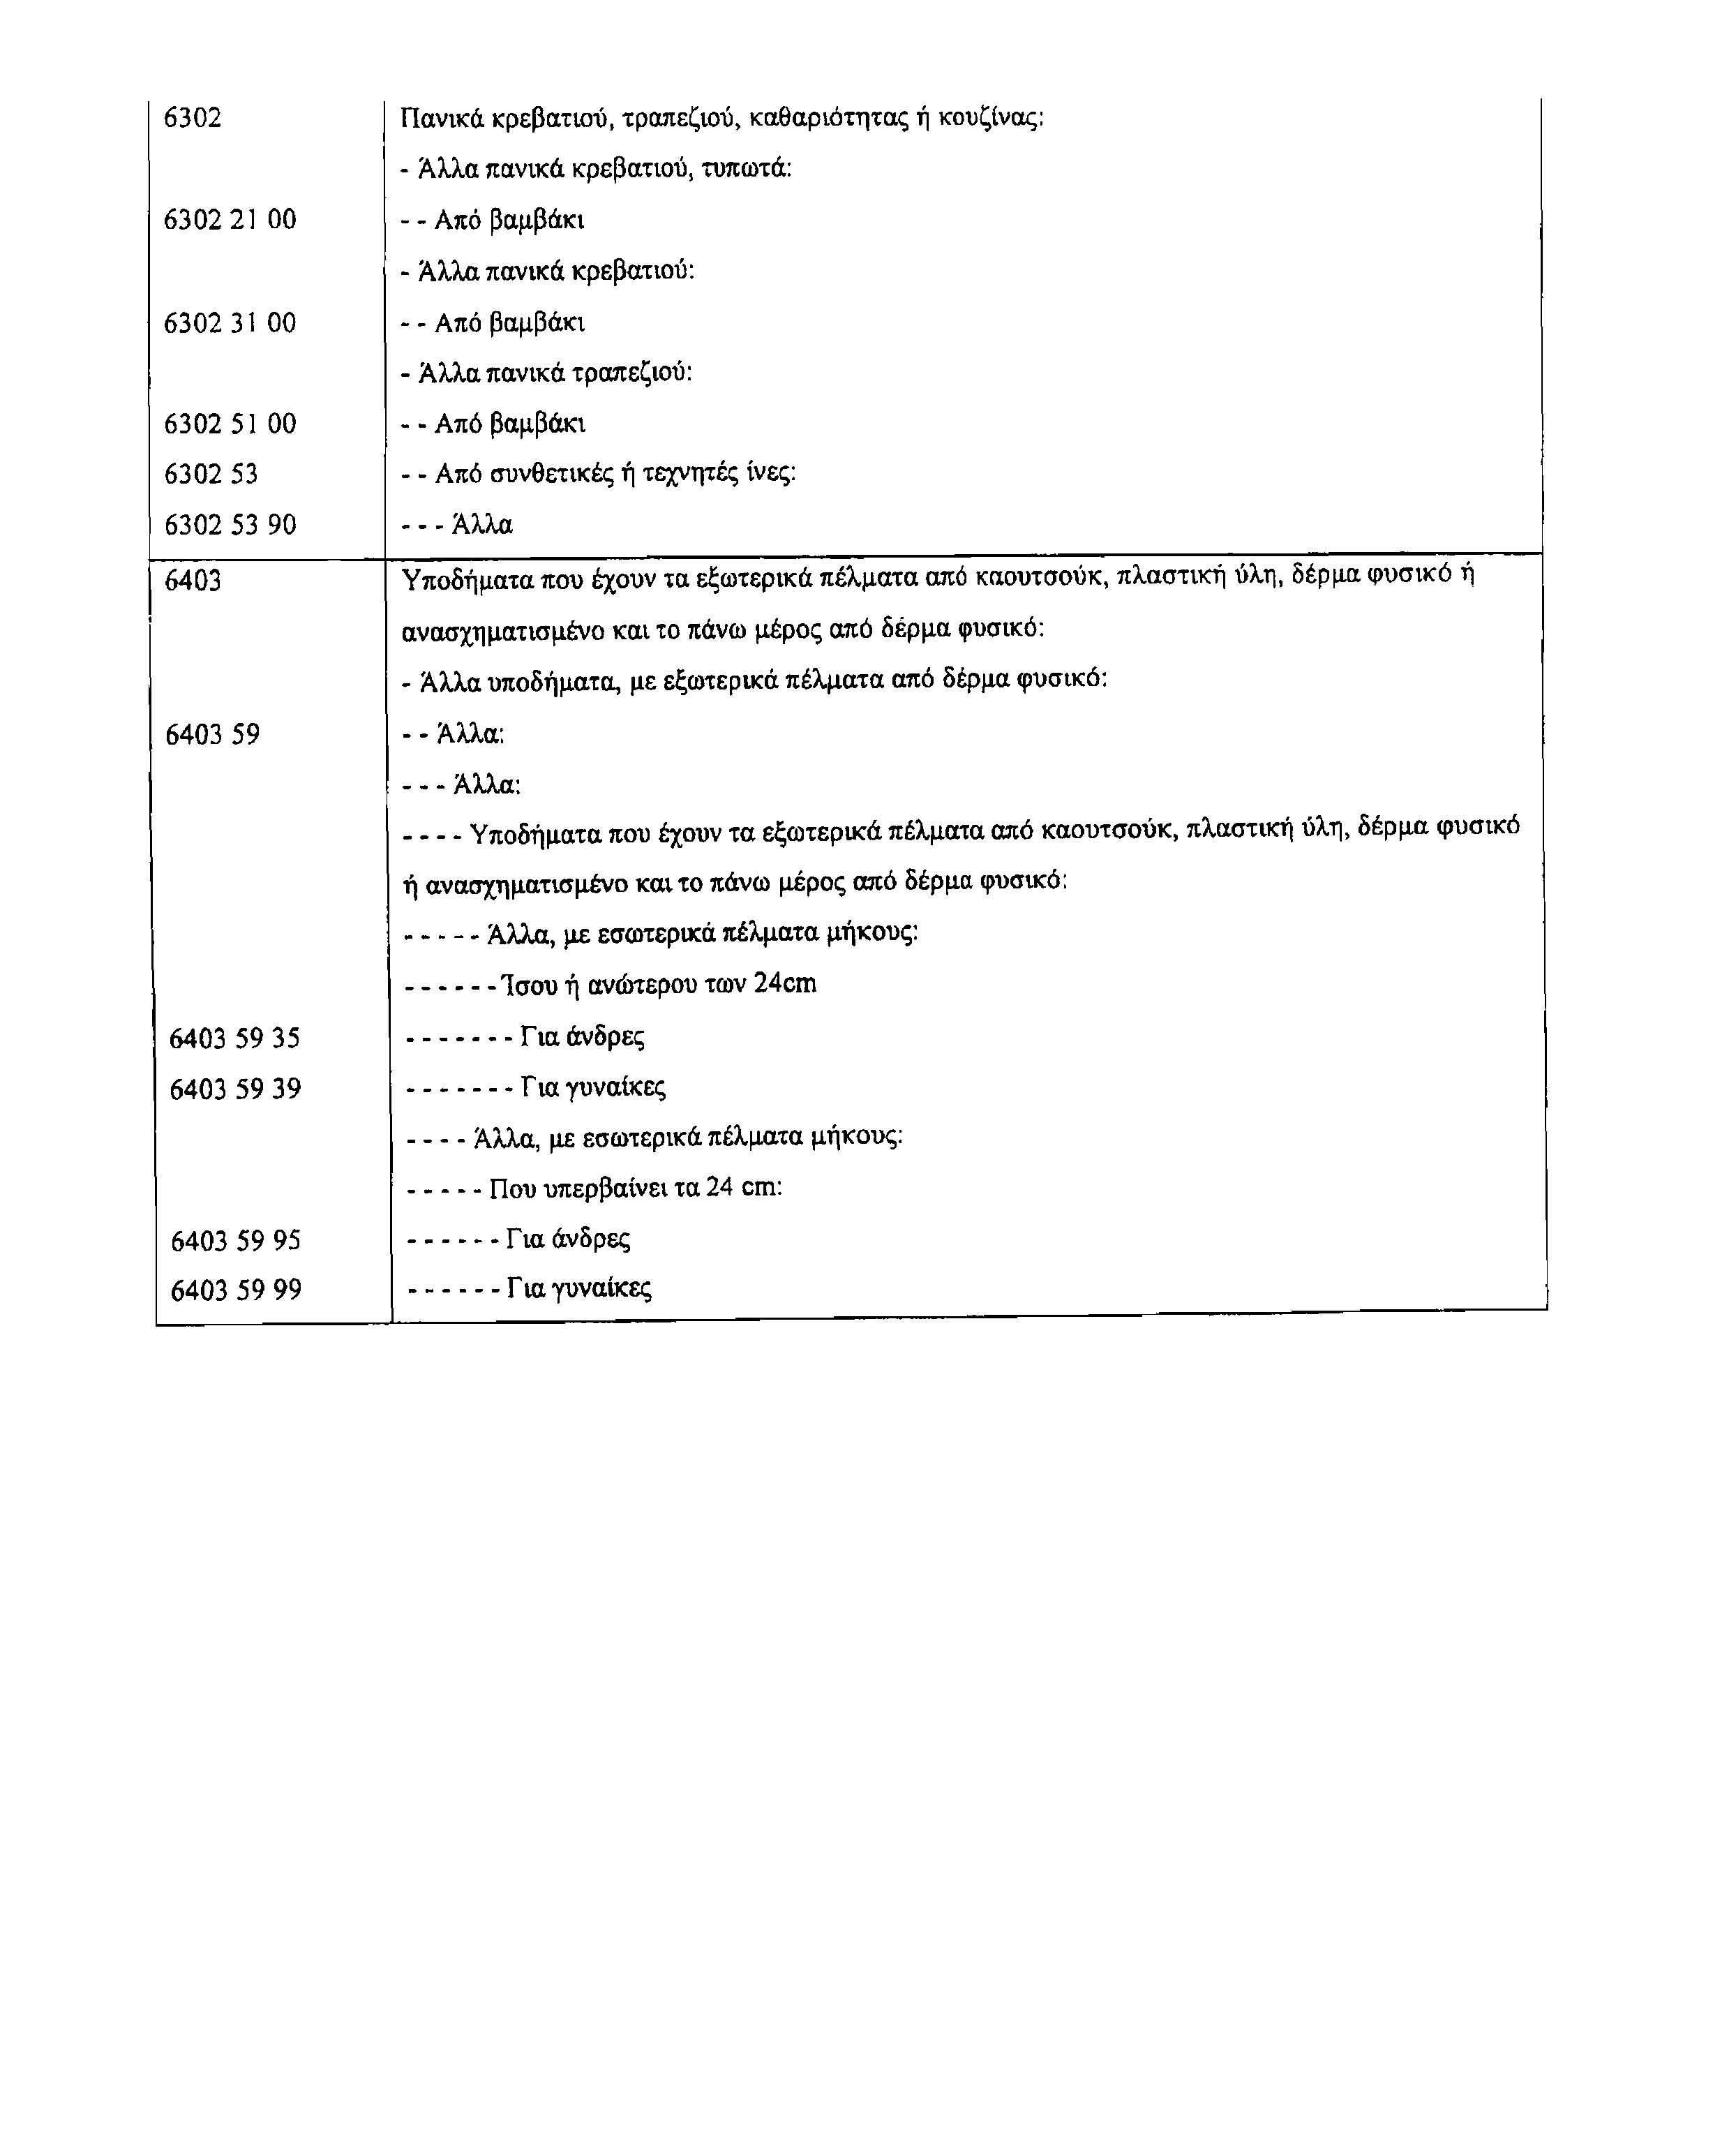 6302 Πανικά κρεβατιού, τραπεζιού, καθαριότητας ή κουζίνας:
- Άλλα πανικά κρεβατιού, τυπωτά:
6302 21 00 - - Από βαμβάκι
- Άλλα πανικά κρεβατιού:
6302 31 00 - - Από βαμβάκι
- Άλλα πανικά τραπεζιού:
6302 51 00 - - Από βαμβάκι
6302 53 - - Από συνθετικές ή τεχνητές ίνες:
6302 53 90 - - - Άλλα
6403 Υποδήματα που έχουν τα εξωτερικά πέλματα από καουτσούκ, πλαστική ύλη, δέρμα φυσικό ή
ανασχηματισμένο και το πάνω μέρος από δέρμα φυσικό:
- Άλλα υποδήματα, με εξωτερικά πέλματα από δέρμα φυσικό:
6403 59 - - Άλλα:
- - - Άλλα:
- - - - Υποδήματα που έχουν τα εξωτερικά πέλματα από καουτσούκ, πλαστική ύλη, δέρμα φυσικό
ή ανασχηματισμένο και το πάνω μέρος από δέρμα φυσικό:
- - - - - Άλλα, με εσωτερικά πέλματα μήκους:
- - - - - - Ίσου ή ανώτερου των 24cm
6403 59 35 - - - - - - - Για άνδρες
6403 59 39 - - - - - - - Για γυναίκες
- - - - Άλλα, με εσωτερικά πέλματα μήκους:
- - - - - Που υπερβαίνει τα 24 cm:
6403 59 95 - - - - - - Για άνδρες
6403 59 99 - - - - - - Για γυναίκες